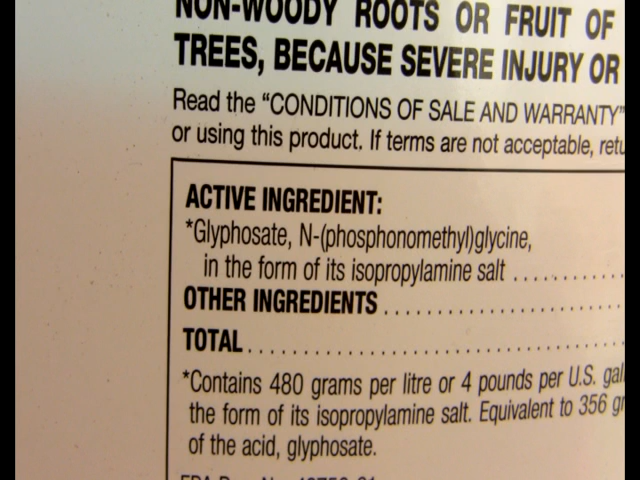 NON-WOODY ROOTS OR FRUIT OF
TREES, BECAUSE SEVERE INJURY OR
Read the "CONDITIONS OF SALE AND WARRANTY"
or using this product. If terms are not acceptable, retu
ACTIVE INGREDIENT:
*Glyphosate, N-(phosphonomethyl)glycine,
in the form of its isopropylamine salt ...........
OTHER INGREDIENTS ........................
TOTAL .....................................
*Contains 480 grams per litre or 4 pounds per U.S. gal
the form of its isopropylamine salt. Equivalent to 356 gr
of the acid, glyphosate.